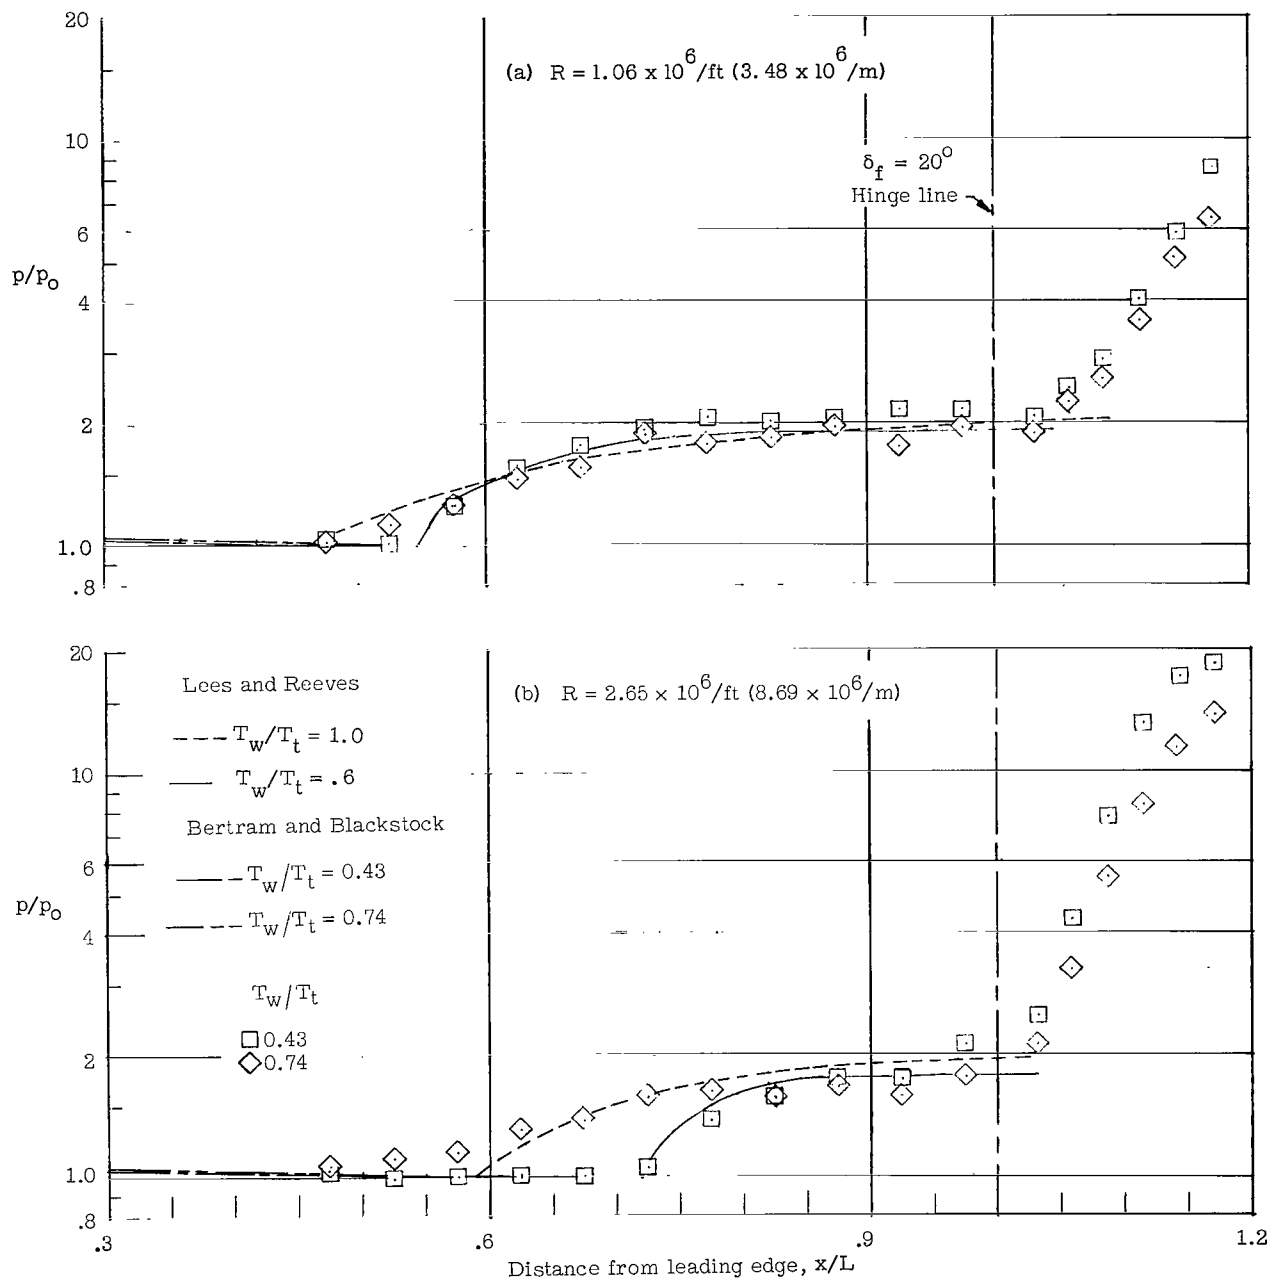 20
(a) R = 1.06 x 10^6/ft (3.48 x 10^6/m)
10
δ_f = 20°
Hinge line
6
p/p_o
4
2
1.0
.8
20
Lees and Reeves
(b) R = 2.65 × 10^6/ft (8.69 × 10^6/m)
T_w/T_t = 1.0
10
T_w/T_t = .6
Bertram and Blackstock
6
T_w/T_t = 0.43
p/p_o
T_w/T_t = 0.74
4
T_w/T_t
0.43
2
0.74
1.0
.8
.3 .6 .9 1.2
Distance from leading edge, x/L